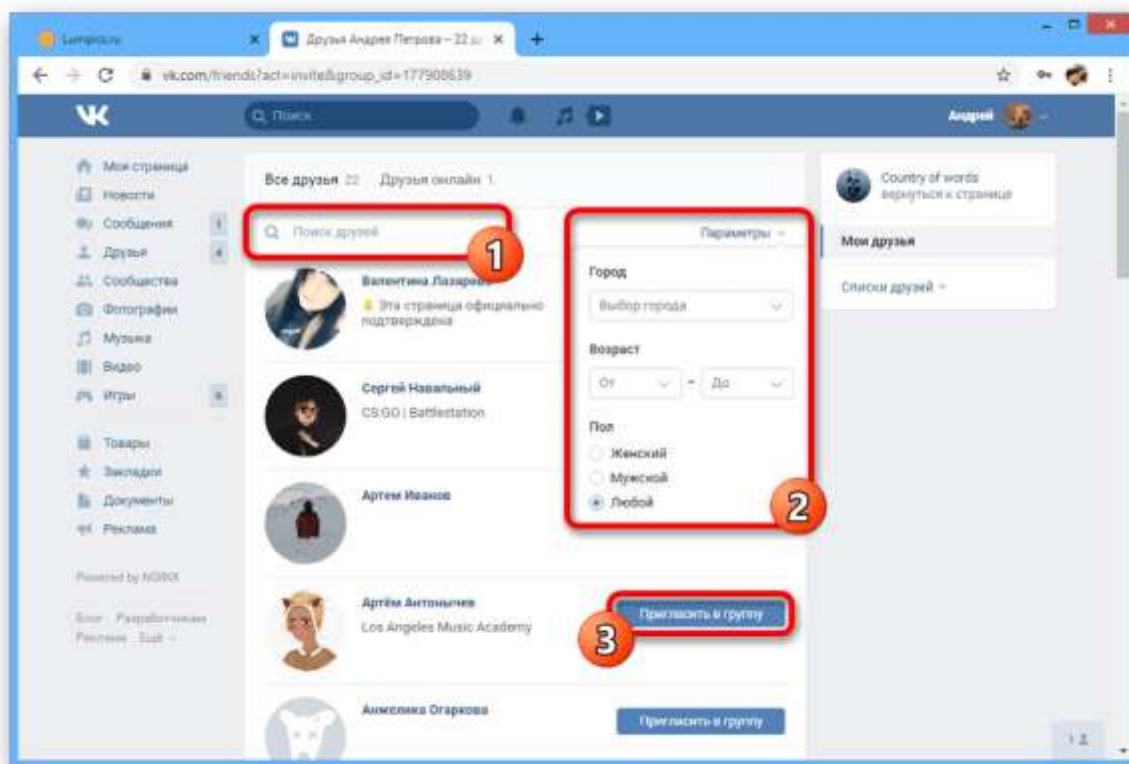 Lumpics.ru
Друзья Андрея Петрова – 22 др
vk.com/friends?act=invite&group_id=177908639
Поиск
Андрей
Моя страница
Новости
Сообщения 1
Друзья 4
Сообщества
Фотографии
Музыка
Видео
Игры 6
Товары
Закладки
Документы
Реклама
Powered by NGINX
Блог Разработчикам
Реклама Ещё
Все друзья 22 Друзья онлайн 1
Поиск друзей
1
Параметры
Валентина Лазарева
Эта страница официально
подтверждена
Сергей Навальный
CS:GO | Battlestation
Артем Иванов
Артём Антонычев
Los Angeles Music Academy
Анжелика Огаркова
Город
Выбор города
Возраст
От – До
Пол
Женский
Мужской
Любой
2
Пригласить в группу
3
Пригласить в группу
Country of words
вернуться к странице
Мои друзья
Списки друзей
1